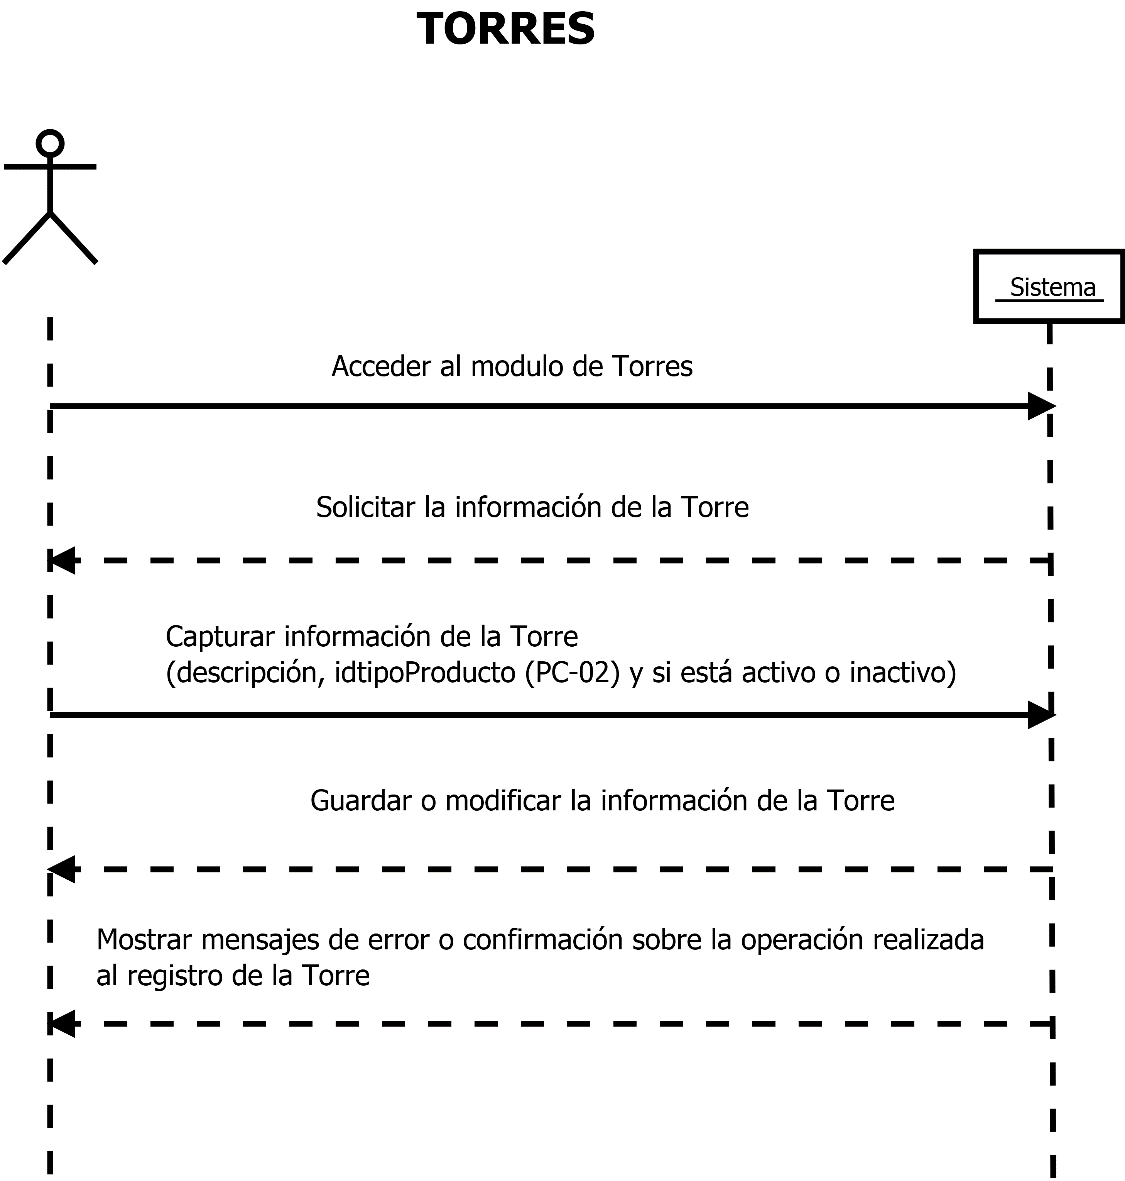 TORRES
Sistema
Acceder al modulo de Torres
Solicitar la información de la Torre
Capturar información de la Torre
(descripción, idtipoProducto (PC-02) y si está activo o inactivo)
Guardar o modificar la información de la Torre
Mostrar mensajes de error o confirmación sobre la operación realizada
al registro de la Torre